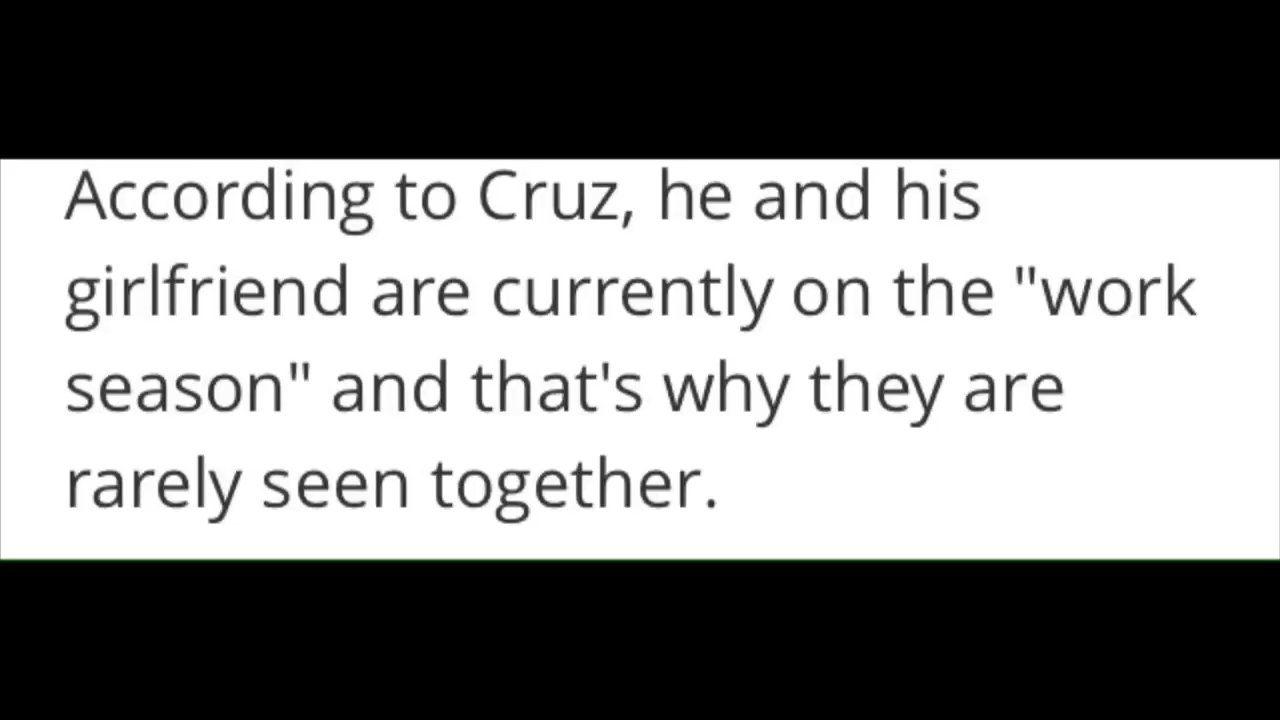 According to Cruz, he and his
girlfriend are currently on the "work
season" and that's why they are
rarely seen together.